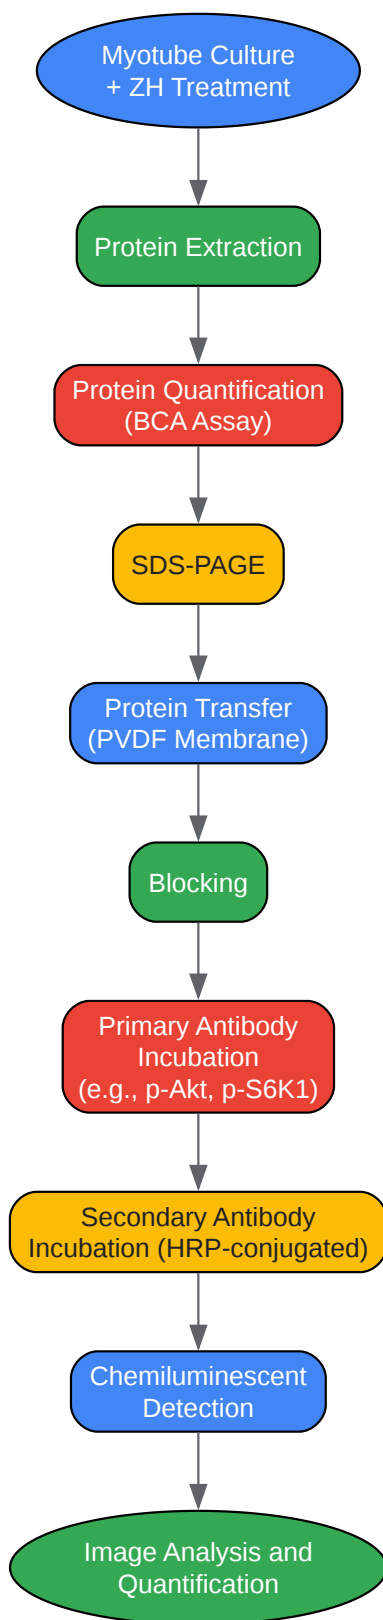 Myotube Culture
+ ZH Treatment
Protein Extraction
Protein Quantification
(BCA Assay)
SDS-PAGE
Protein Transfer
(PVDF Membrane)
Blocking
Primary Antibody
Incubation
(e.g., p-Akt, p-S6K1)
Secondary Antibody
Incubation (HRP-conjugated)
Chemiluminescent
Detection
Image Analysis and
Quantification